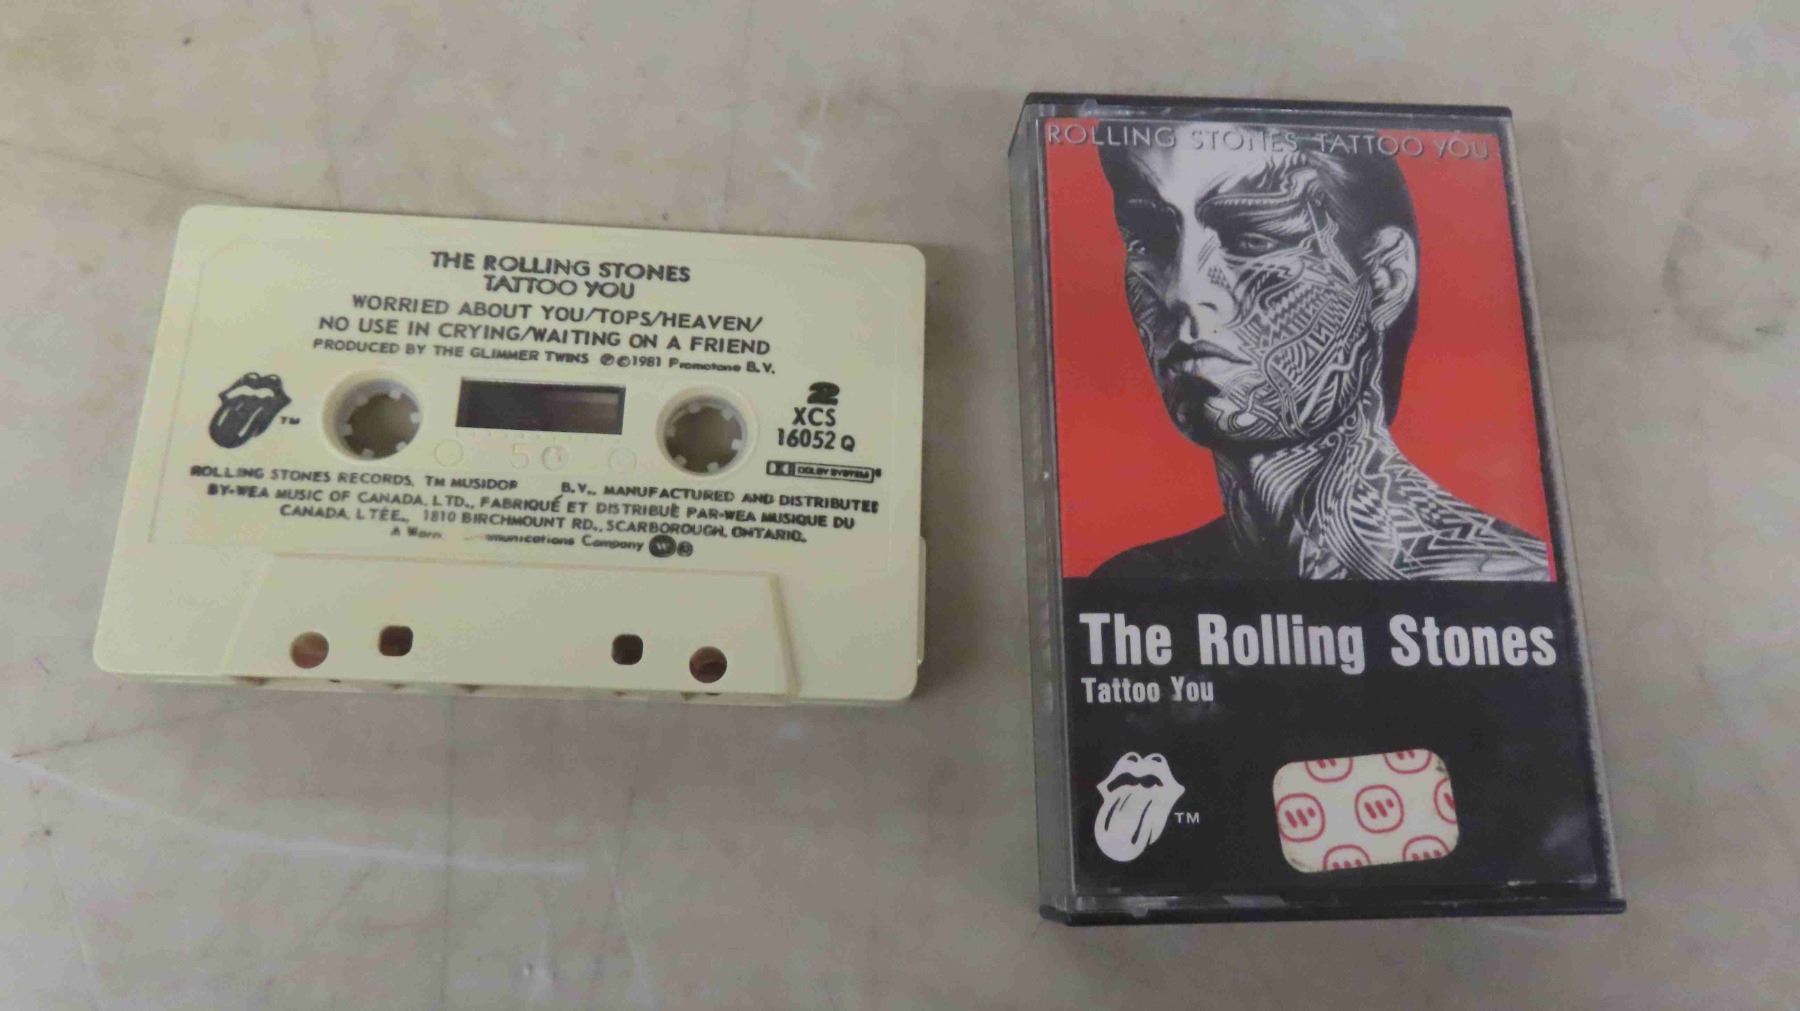 THE ROLLING STONES
TATTOO YOU
WORRIED ABOUT YOU/TOPS/HEAVEN/
NO USE IN CRYING/WAITING ON A FRIEND
PRODUCED BY THE GLIMMER TWINS ℗©1981 Promotone B.V.
TM
2
XCS
16052 Q
DOLBY SYSTEM
ROLLING STONES RECORDS, TM MUSIDOR B.V., MANUFACTURED AND DISTRIBUTED
BY-WEA MUSIC OF CANADA, LTD., FABRIQUÉ ET DISTRIBUÉ PAR-WEA MUSIQUE DU
CANADA, LTÉE., 1810 BIRCHMOUNT RD., SCARBOROUGH, ONTARIO.
A Company
ROLLING STONES TATTOO YOU
The Rolling Stones
Tattoo You
TM